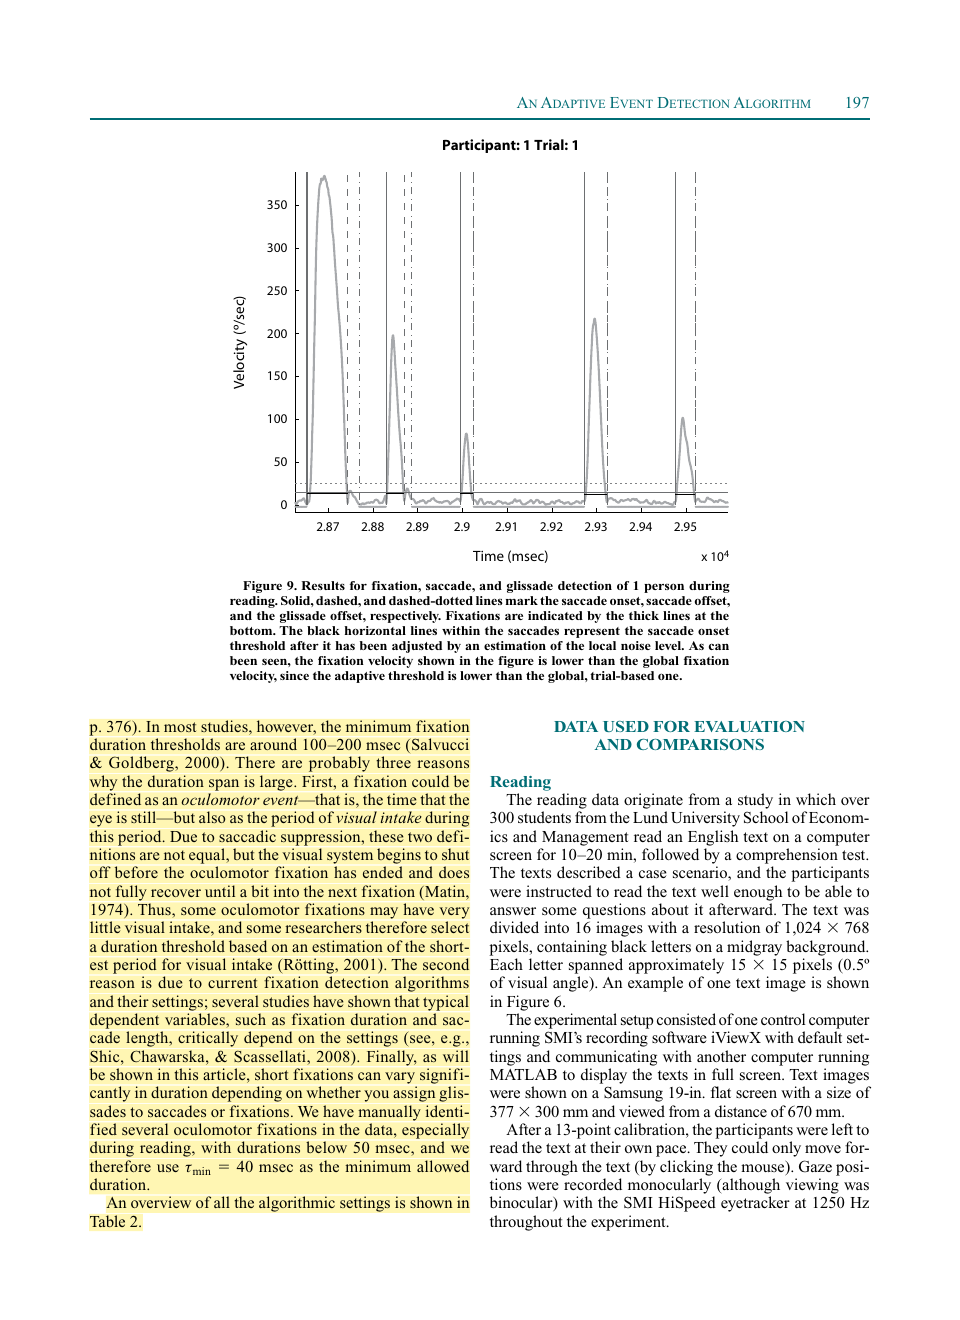 AN ADAPTIVE EVENT DETECTION ALGORITHM 197
Participant: 1 Trial: 1
350
300
250
200
150
100
50
0
Velocity (º/sec)
2.87 2.88 2.89 2.9 2.91 2.92 2.93 2.94 2.95
Time (msec)
x 10⁴
Figure 9. Results for fixation, saccade, and glissade detection of 1 person during
reading. Solid, dashed, and dashed-dotted lines mark the saccade onset, saccade offset,
and the glissade offset, respectively. Fixations are indicated by the thick lines at the
bottom. The black horizontal lines within the saccades represent the saccade onset
threshold after it has been adjusted by an estimation of the local noise level. As can
been seen, the fixation velocity shown in the figure is lower than the global fixation
velocity, since the adaptive threshold is lower than the global, trial-based one.
p. 376). In most studies, however, the minimum fixation
duration thresholds are around 100–200 msec (Salvucci
& Goldberg, 2000). There are probably three reasons
why the duration span is large. First, a fixation could be
defined as an oculomotor event—that is, the time that the
eye is still—but also as the period of visual intake during
this period. Due to saccadic suppression, these two defi-
nitions are not equal, but the visual system begins to shut
off before the oculomotor fixation has ended and does
not fully recover until a bit into the next fixation (Matin,
1974). Thus, some oculomotor fixations may have very
little visual intake, and some researchers therefore select
a duration threshold based on an estimation of the short-
est period for visual intake (Rötting, 2001). The second
reason is due to current fixation detection algorithms
and their settings; several studies have shown that typical
dependent variables, such as fixation duration and sac-
cade length, critically depend on the settings (see, e.g.,
Shic, Chawarska, & Scassellati, 2008). Finally, as will
be shown in this article, short fixations can vary signifi-
cantly in duration depending on whether you assign glis-
sades to saccades or fixations. We have manually identi-
fied several oculomotor fixations in the data, especially
during reading, with durations below 50 msec, and we
therefore use τmin = 40 msec as the minimum allowed
duration.
An overview of all the algorithmic settings is shown in
Table 2.
DATA USED FOR EVALUATION
AND COMPARISONS
Reading
The reading data originate from a study in which over
300 students from the Lund University School of Econom-
ics and Management read an English text on a computer
screen for 10–20 min, followed by a comprehension test.
The texts described a case scenario, and the participants
were instructed to read the text well enough to be able to
answer some questions about it afterward. The text was
divided into 16 images with a resolution of 1,024 × 768
pixels, containing black letters on a midgray background.
Each letter spanned approximately 15 × 15 pixels (0.5º
of visual angle). An example of one text image is shown
in Figure 6.
The experimental setup consisted of one control computer
running SMI’s recording software iViewX with default set-
tings and communicating with another computer running
MATLAB to display the texts in full screen. Text images
were shown on a Samsung 19-in. flat screen with a size of
377 × 300 mm and viewed from a distance of 670 mm.
After a 13-point calibration, the participants were left to
read the text at their own pace. They could only move for-
ward through the text (by clicking the mouse). Gaze posi-
tions were recorded monocularly (although viewing was
binocular) with the SMI HiSpeed eyetracker at 1250 Hz
throughout the experiment.